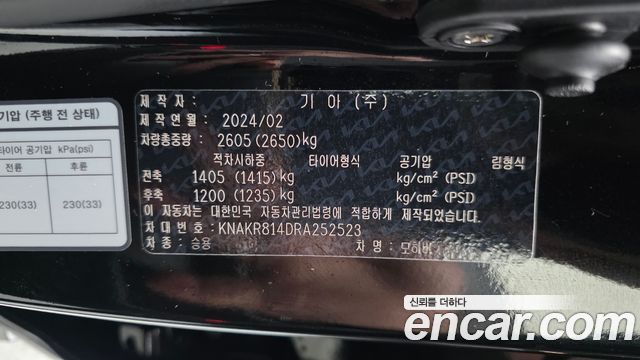 기압 (주행 전 상태)
타이어 공기압 kPa(psi)
전륜 후륜
230(33) 230(33)
제 작 자 : 기 아 (주)
제작연월 : 2024/02
차량총중량 : 2605 (2650)kg
적차시하중 타이어형식 공기압 림형식
전축 : 1405 (1415)kg kg/cm² (PSI)
후축 : 1200 (1235)kg kg/cm² (PSI)
이 자동차는 대한민국 자동차관리법령에 적합하게 제작되었습니다.
차대번호 : KNAKR814DRA252523
차 종 : 승용 차 명 : 모하비
신뢰를 더하다
encar.com